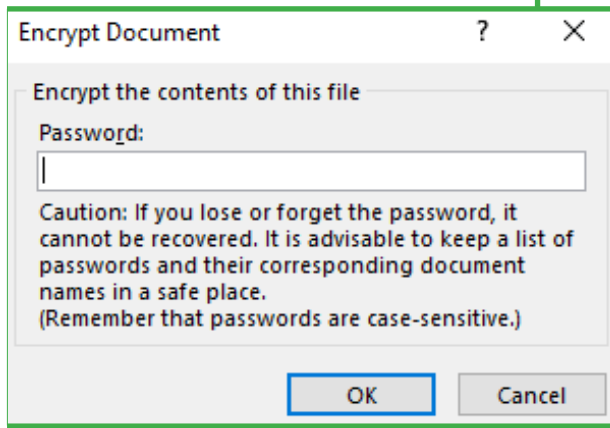 Encrypt Document ? X
Encrypt the contents of this file
Password:
Caution: If you lose or forget the password, it
cannot be recovered. It is advisable to keep a list of
passwords and their corresponding document
names in a safe place.
(Remember that passwords are case-sensitive.)
OK Cancel